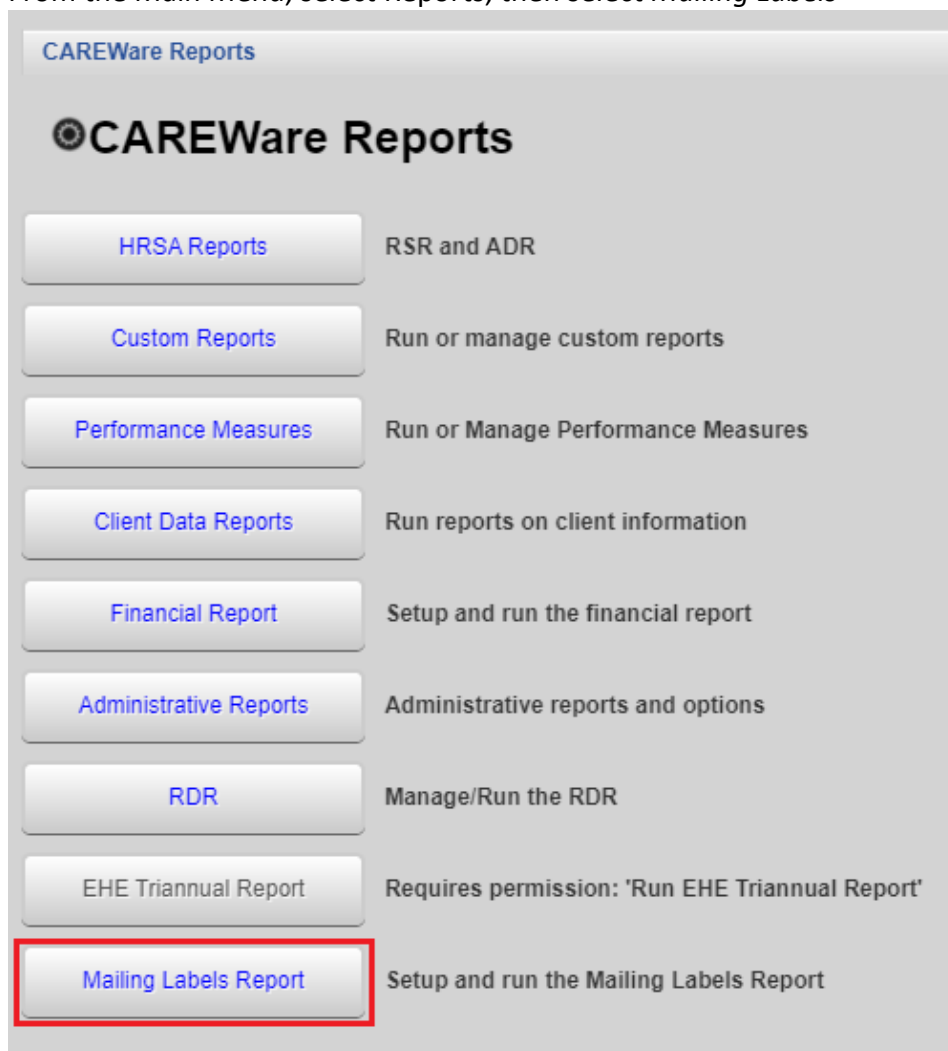 From the main menu, select Reports, then select Mailing Labels
CAREWare Reports
CAREWare Reports
HRSA Reports RSR and ADR
Custom Reports Run or manage custom reports
Performance Measures Run or Manage Performance Measures
Client Data Reports Run reports on client information
Financial Report Setup and run the financial report
Administrative Reports Administrative reports and options
RDR Manage/Run the RDR
EHE Triannual Report Requires permission: 'Run EHE Triannual Report'
Mailing Labels Report Setup and run the Mailing Labels Report